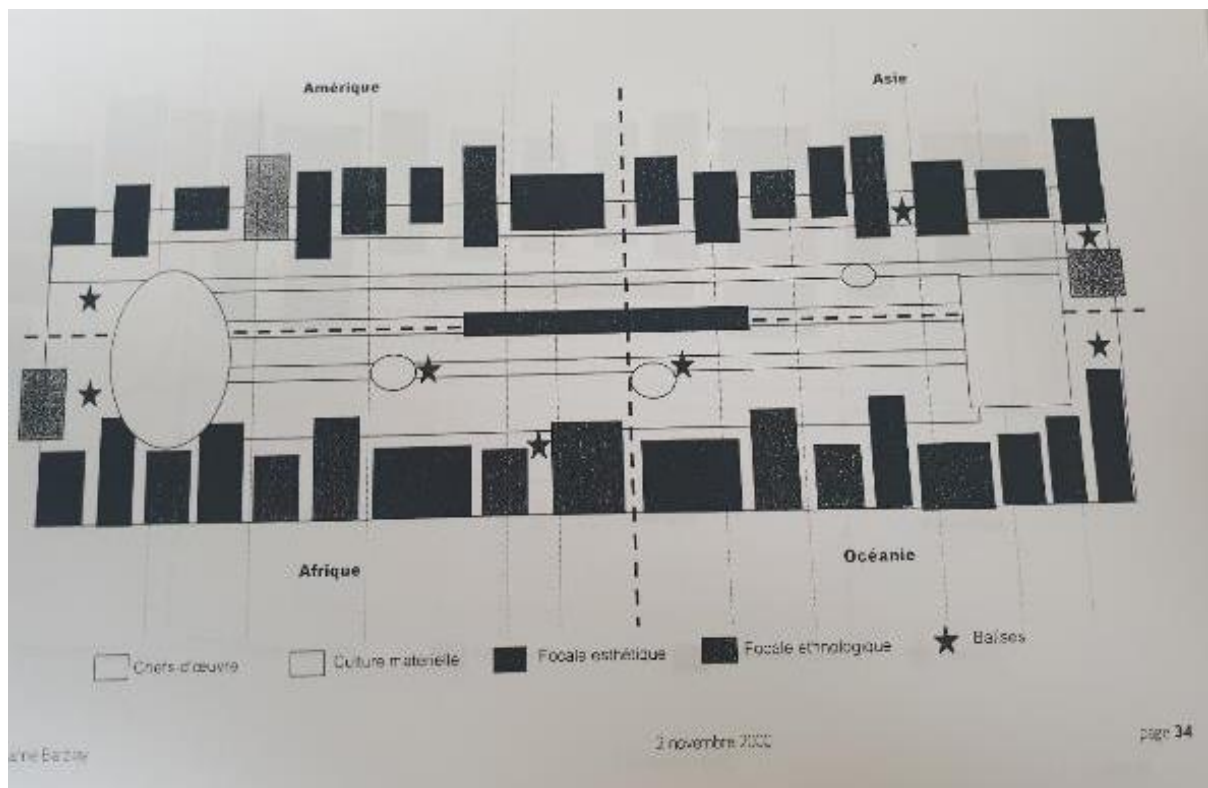 Amérique
Asie
Afrique
Océanie
Chefs-d'œuvre
Culture matérielle
Focale esthétique
Focale ethnologique
Balises
2 novembre 2000
page 34